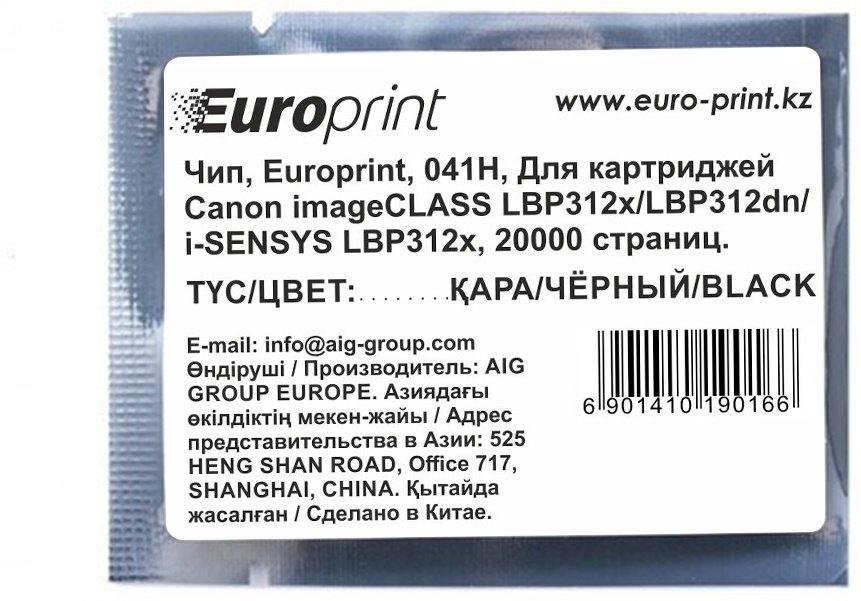 Europrint
www.euro-print.kz
Чип, Europrint, 041H, Для картриджей
Canon imageCLASS LBP312x/LBP312dn/
i-SENSYS LBP312x, 20000 страниц.
ТҮС/ЦВЕТ:........ҚАРА/ЧЁРНЫЙ/BLACK
E-mail: info@aig-group.com
Өндіруші / Производитель: AIG
GROUP EUROPE. Азиядағы
өкілдіктің мекен-жайы / Адрес
представительства в Азии: 525
HENG SHAN ROAD, Office 717,
SHANGHAI, CHINA. Қытайда
жасалған / Сделано в Китае.
6 901410 190166